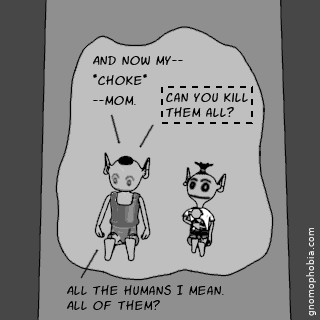 AND NOW MY--
*CHOKE*
--MOM.
CAN YOU KILL
THEM ALL?
ALL THE HUMANS I MEAN.
ALL OF THEM?
gnomophobia.com